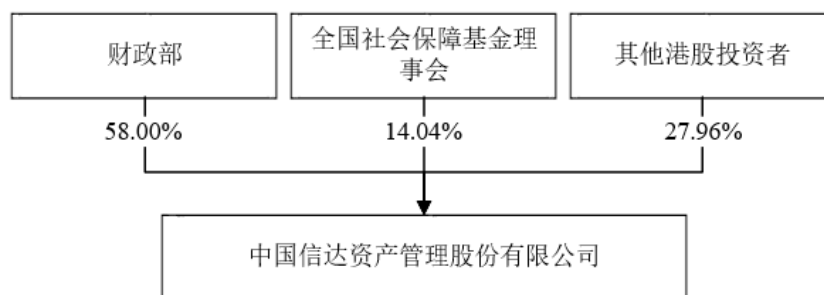 财政部
全国社会保障基金理
事会
其他港股投资者
58.00%
14.04%
27.96%
中国信达资产管理股份有限公司